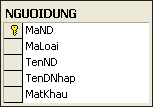 NGUOIDUNG
MaND
MaLoai
TenND
TenDNhap
MatKhau